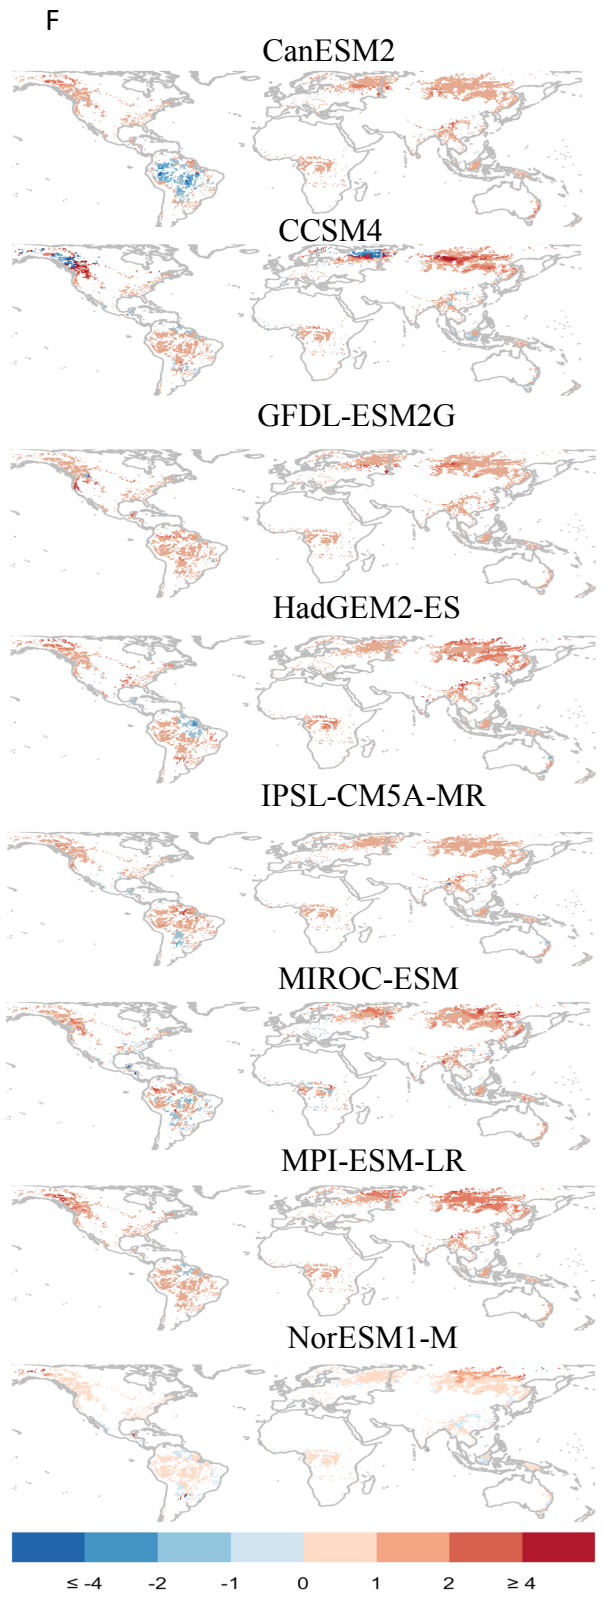 F
CanESM2
CCSM4
GFDL-ESM2G
HadGEM2-ES
IPSL-CM5A-MR
MIROC-ESM
MPI-ESM-LR
NorESM1-M
≤ -4 -2 -1 0 1 2 ≥ 4